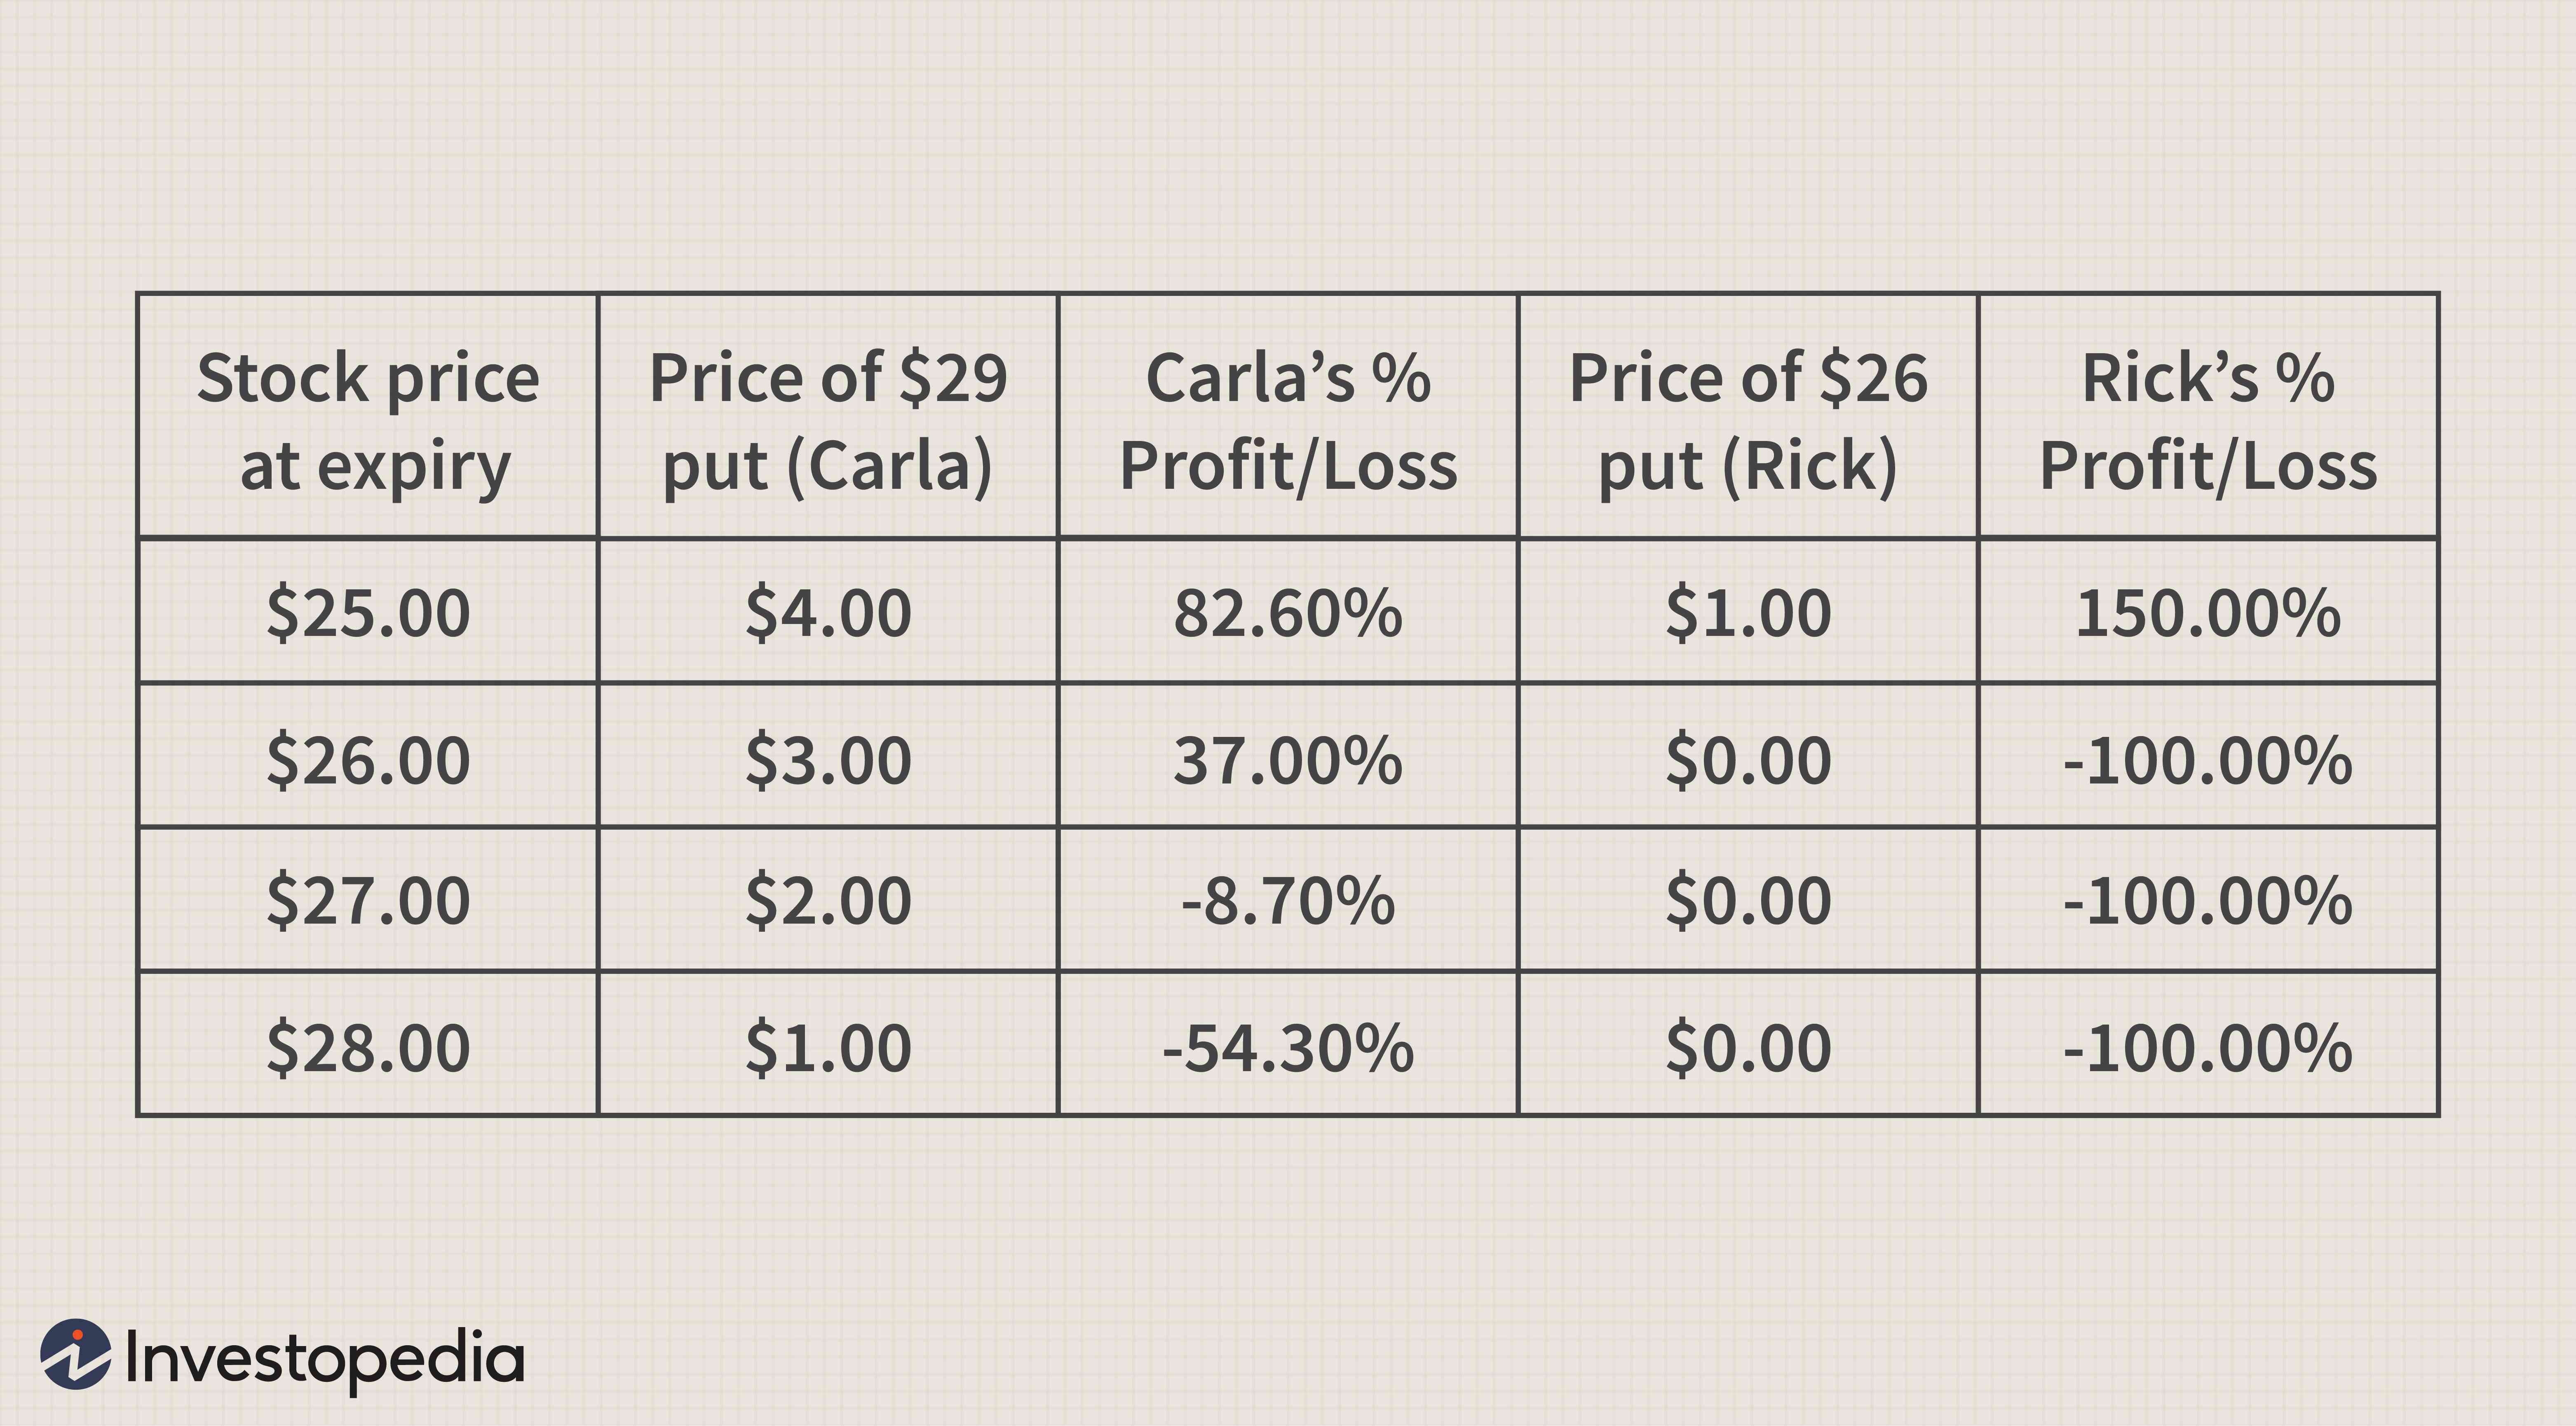 Stock price
at expiry
Price of $29
put (Carla)
Carla’s %
Profit/Loss
Price of $26
put (Rick)
Rick’s %
Profit/Loss
$25.00 $4.00 82.60% $1.00 150.00%
$26.00 $3.00 37.00% $0.00 -100.00%
$27.00 $2.00 -8.70% $0.00 -100.00%
$28.00 $1.00 -54.30% $0.00 -100.00%
Investopedia